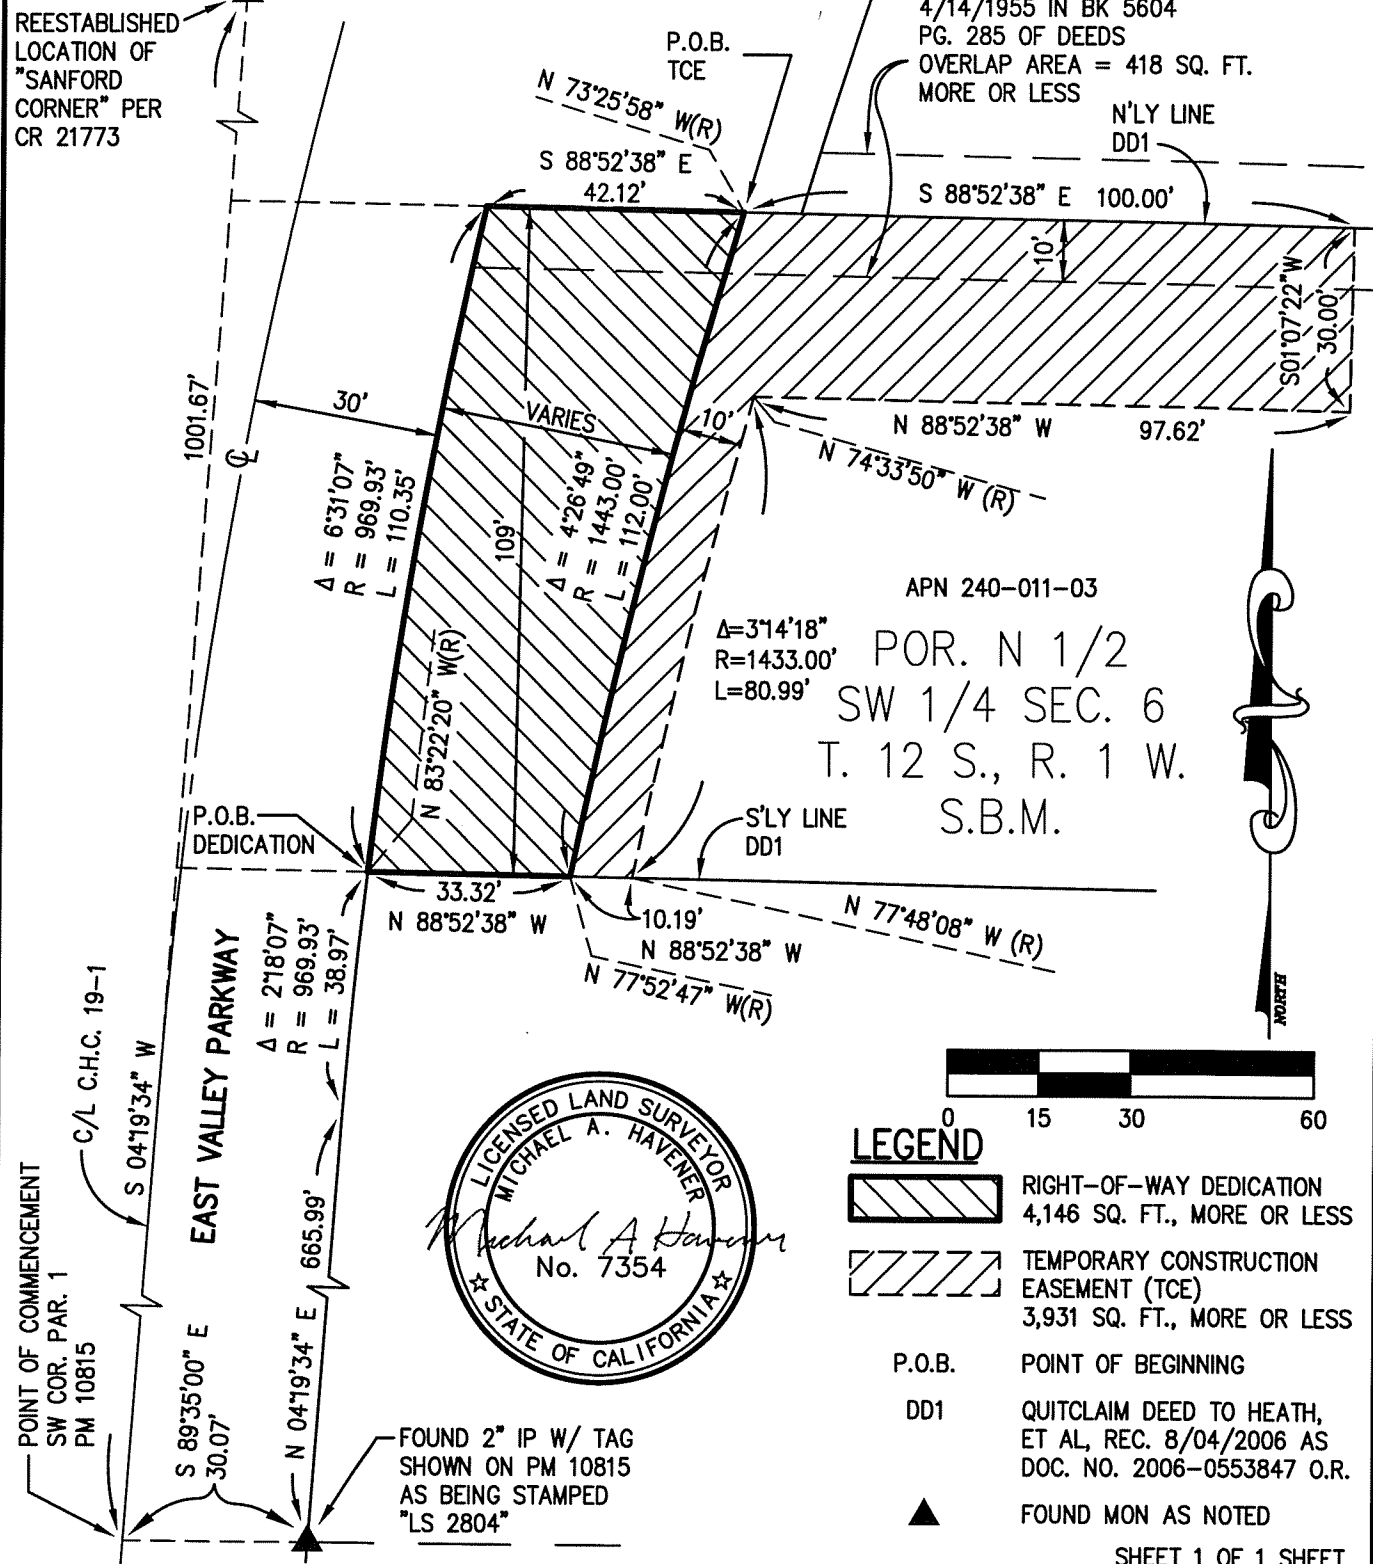 REESTABLISHED
LOCATION OF
"SANFORD
CORNER" PER
CR 21773
P.O.B.
TCE
4/14/1955 IN BK 5604
PG. 285 OF DEEDS
OVERLAP AREA = 418 SQ. FT.
MORE OR LESS
N'LY LINE
DD1
N 73°25'58" W(R)
S 88°52'38" E
42.12'
S 88°52'38" E 100.00'
10'
S01°07'22"W
30.00'
1001.67'
30'
VARIES
10'
N 88°52'38" W 97.62'
N 74°33'50" W (R)
℄
Δ = 6°31'07"
R = 969.93'
L = 110.35'
109'
Δ = 4°26'49"
R = 1443.00'
L = 112.00'
APN 240-011-03
Δ=3°14'18"
R=1433.00'
L=80.99'
POR. N 1/2
SW 1/4 SEC. 6
T. 12 S., R. 1 W.
S.B.M.
N 83°22'20" W(R)
P.O.B.
DEDICATION
S'LY LINE
DD1
33.32'
N 88°52'38" W
10.19'
N 88°52'38" W
N 77°52'47" W(R)
N 77°48'08" W (R)
NORTH
C/L C.H.C. 19-1
S 04°19'34" W
EAST VALLEY PARKWAY
Δ = 2°18'07"
R = 969.93'
L = 38.97'
N 04°19'34" E 665.99'
POINT OF COMMENCEMENT
SW COR. PAR. 1
PM 10815
S 89°35'00" E
30.07'
LICENSED LAND SURVEYOR
MICHAEL A. HAVENER
Michael A Havener
No. 7354
STATE OF CALIFORNIA
FOUND 2" IP W/ TAG
SHOWN ON PM 10815
AS BEING STAMPED
"LS 2804"
0 15 30 60
LEGEND
RIGHT-OF-WAY DEDICATION
4,146 SQ. FT., MORE OR LESS
TEMPORARY CONSTRUCTION
EASEMENT (TCE)
3,931 SQ. FT., MORE OR LESS
P.O.B. POINT OF BEGINNING
DD1 QUITCLAIM DEED TO HEATH,
ET AL, REC. 8/04/2006 AS
DOC. NO. 2006-0553847 O.R.
FOUND MON AS NOTED
SHEET 1 OF 1 SHEET